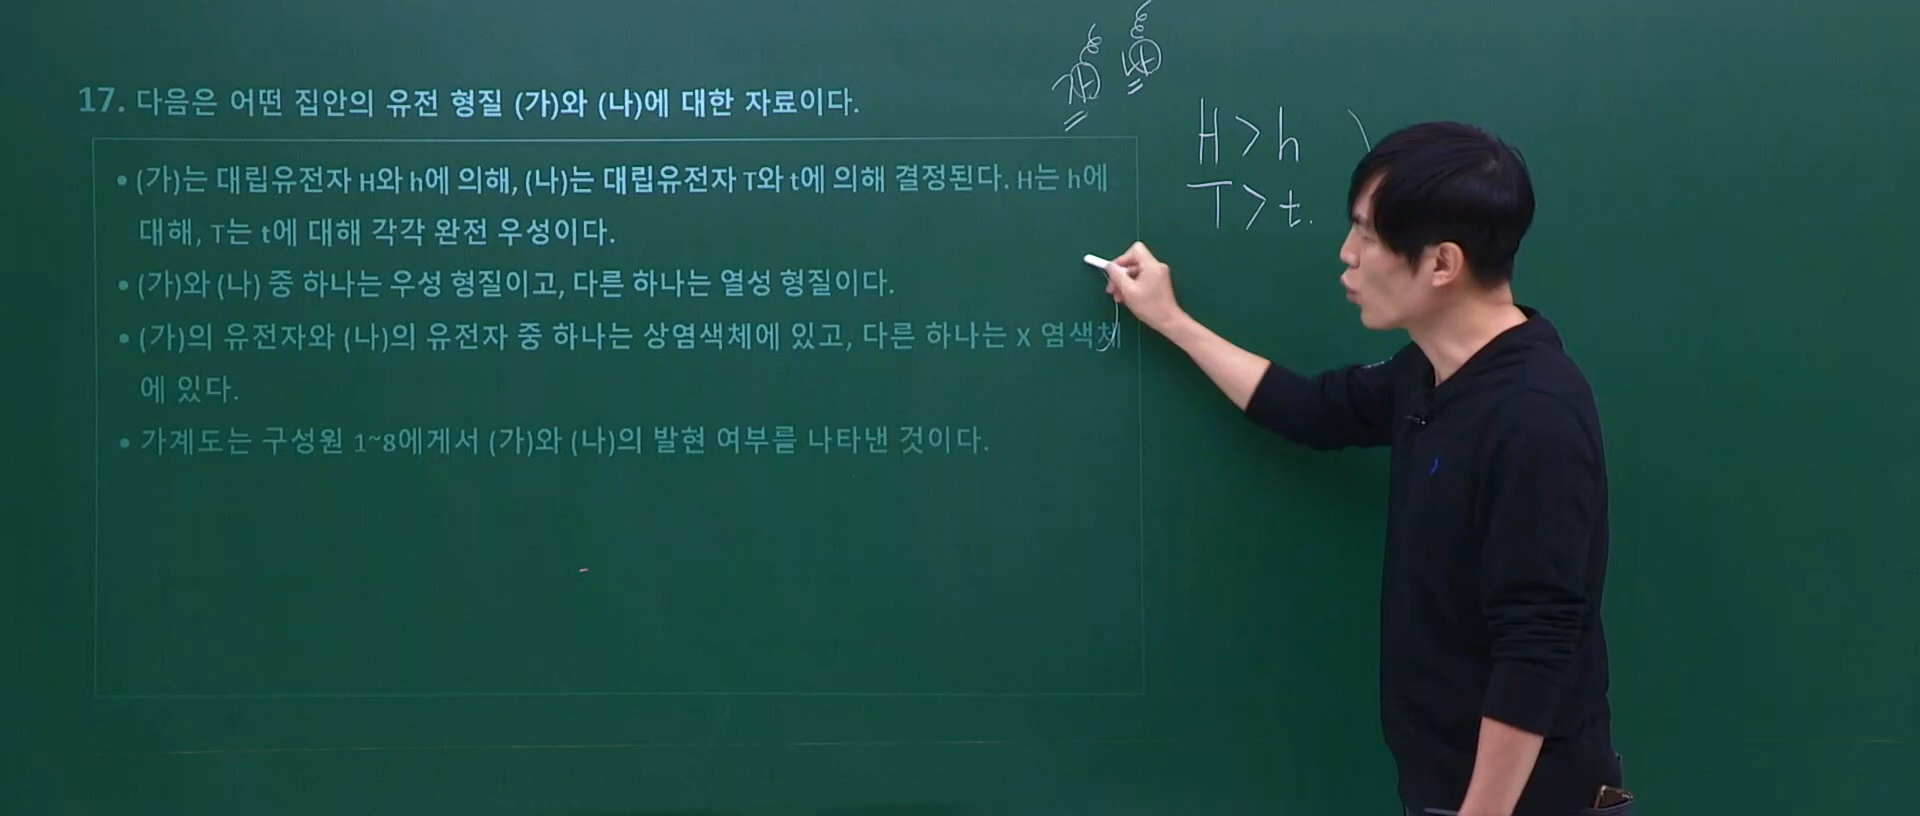 17. 다음은 어떤 집안의 유전 형질 (가)와 (나)에 대한 자료이다.
• (가)는 대립유전자 H와 h에 의해, (나)는 대립유전자 T와 t에 의해 결정된다. H는 h에
대해, T는 t에 대해 각각 완전 우성이다.
• (가)와 (나) 중 하나는 우성 형질이고, 다른 하나는 열성 형질이다.
• (가)의 유전자와 (나)의 유전자 중 하나는 상염색체에 있고, 다른 하나는 X 염색체
에 있다.
• 가계도는 구성원 1~8에게서 (가)와 (나)의 발현 여부를 나타낸 것이다.
H > h
T > t.